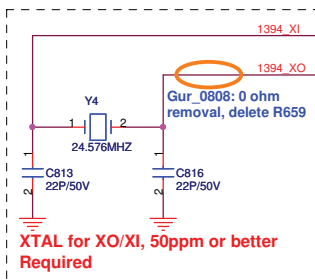 1394_XI
1394_XO
Y4
Gur_0808: 0 ohm
removal, delete R659
1
2
24.576MHZ
1
1
C813
22P/50V
C816
22P/50V
2
2
XTAL for XO/XI, 50ppm or better
Required